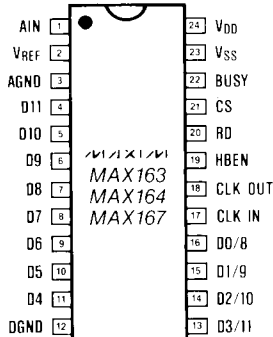 AIN 1
VREF 2
AGND 3
D11 4
D10 5
D9 6
D8 7
D7 8
D6 9
D5 10
D4 11
DGND 12
MAXIM
MAX163
MAX164
MAX167
24 VDD
23 VSS
22 BUSY
21 CS
20 RD
19 HBEN
18 CLK OUT
17 CLK IN
16 D0/8
15 D1/9
14 D2/10
13 D3/11